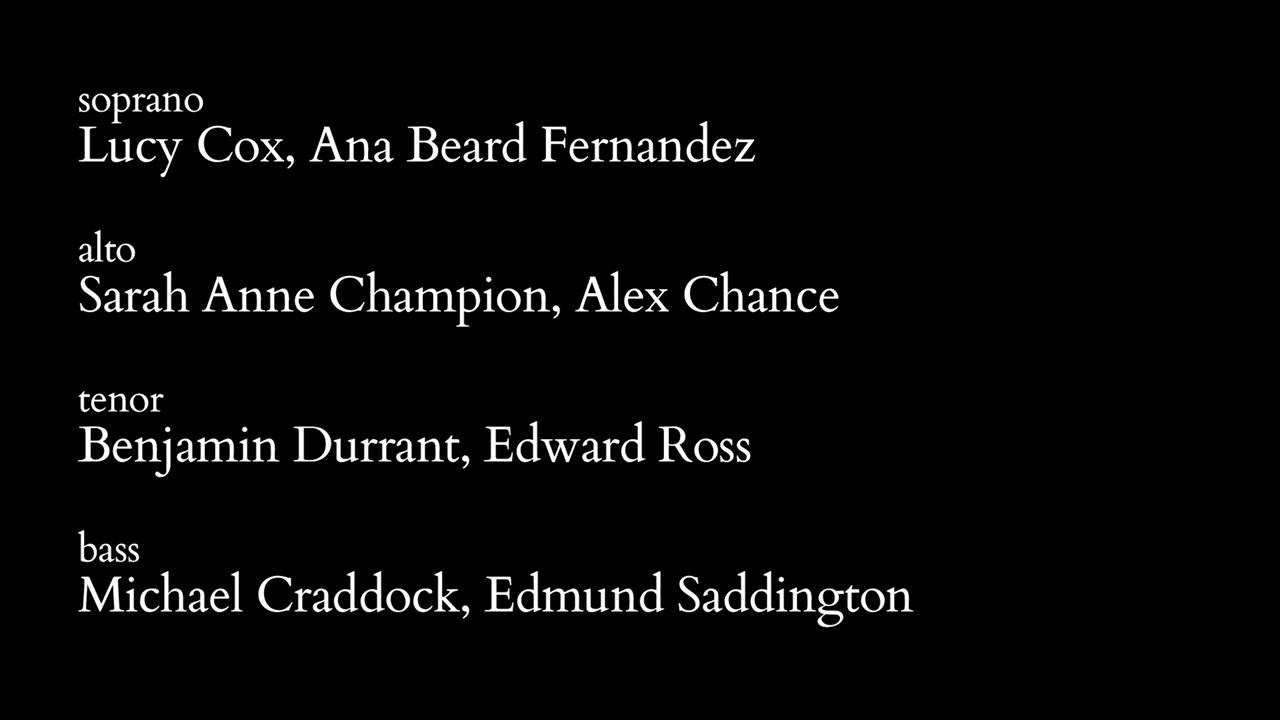 soprano
Lucy Cox, Ana Beard Fernandez
alto
Sarah Anne Champion, Alex Chance
tenor
Benjamin Durrant, Edward Ross
bass
Michael Craddock, Edmund Saddington